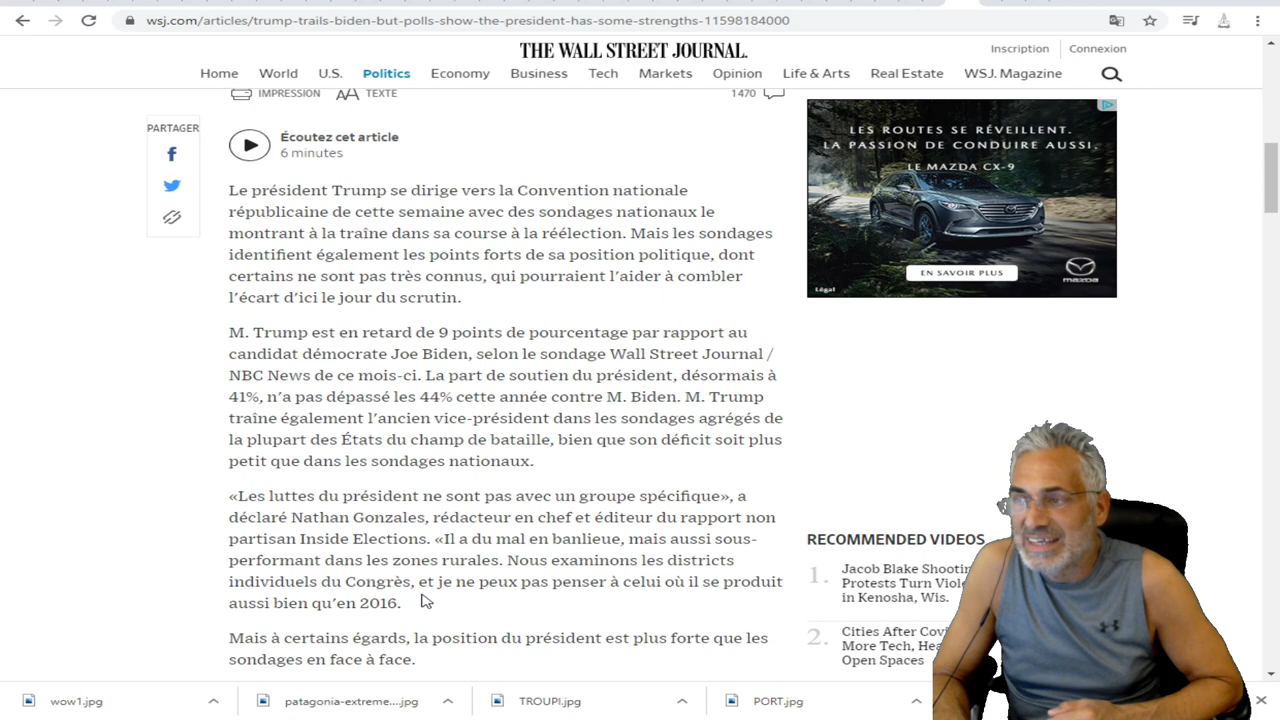 wsj.com/articles/trump-trails-biden-but-polls-show-the-president-has-some-strengths-11598184000
THE WALL STREET JOURNAL.
Inscription
Connexion
Home World U.S. Politics Economy Business Tech Markets Opinion Life & Arts Real Estate WSJ. Magazine
IMPRESSION
AA TEXTE
1470
PARTAGER
Écoutez cet article
6 minutes
Le président Trump se dirige vers la Convention nationale
républicaine de cette semaine avec des sondages nationaux le
montrant à la traîne dans sa course à la réélection. Mais les sondages
identifient également les points forts de sa position politique, dont
certains ne sont pas très connus, qui pourraient l'aider à combler
l'écart d'ici le jour du scrutin.
M. Trump est en retard de 9 points de pourcentage par rapport au
candidat démocrate Joe Biden, selon le sondage Wall Street Journal /
NBC News de ce mois-ci. La part de soutien du président, désormais à
41%, n'a pas dépassé les 44% cette année contre M. Biden. M. Trump
traîne également l'ancien vice-président dans les sondages agrégés de
la plupart des États du champ de bataille, bien que son déficit soit plus
petit que dans les sondages nationaux.
«Les luttes du président ne sont pas avec un groupe spécifique», a
déclaré Nathan Gonzales, rédacteur en chef et éditeur du rapport non
partisan Inside Elections. «Il a du mal en banlieue, mais aussi sous-
performant dans les zones rurales. Nous examinons les districts
individuels du Congrès, et je ne peux pas penser à celui où il se produit
aussi bien qu'en 2016.
Mais à certains égards, la position du président est plus forte que les
sondages en face à face.
LES ROUTES SE RÉVEILLENT.
LA PASSION DE CONDUIRE AUSSI.
LE MAZDA CX-9
EN SAVOIR PLUS
mazda
Légal
RECOMMENDED VIDEOS
1. Jacob Blake Shooting
Protests Turn
in Kenosha, Wis.
2. Cities After
More Tech,
Open Spaces
wow1.jpg
patagonia-extreme....jpg
TROUPI.jpg
PORT.jpg